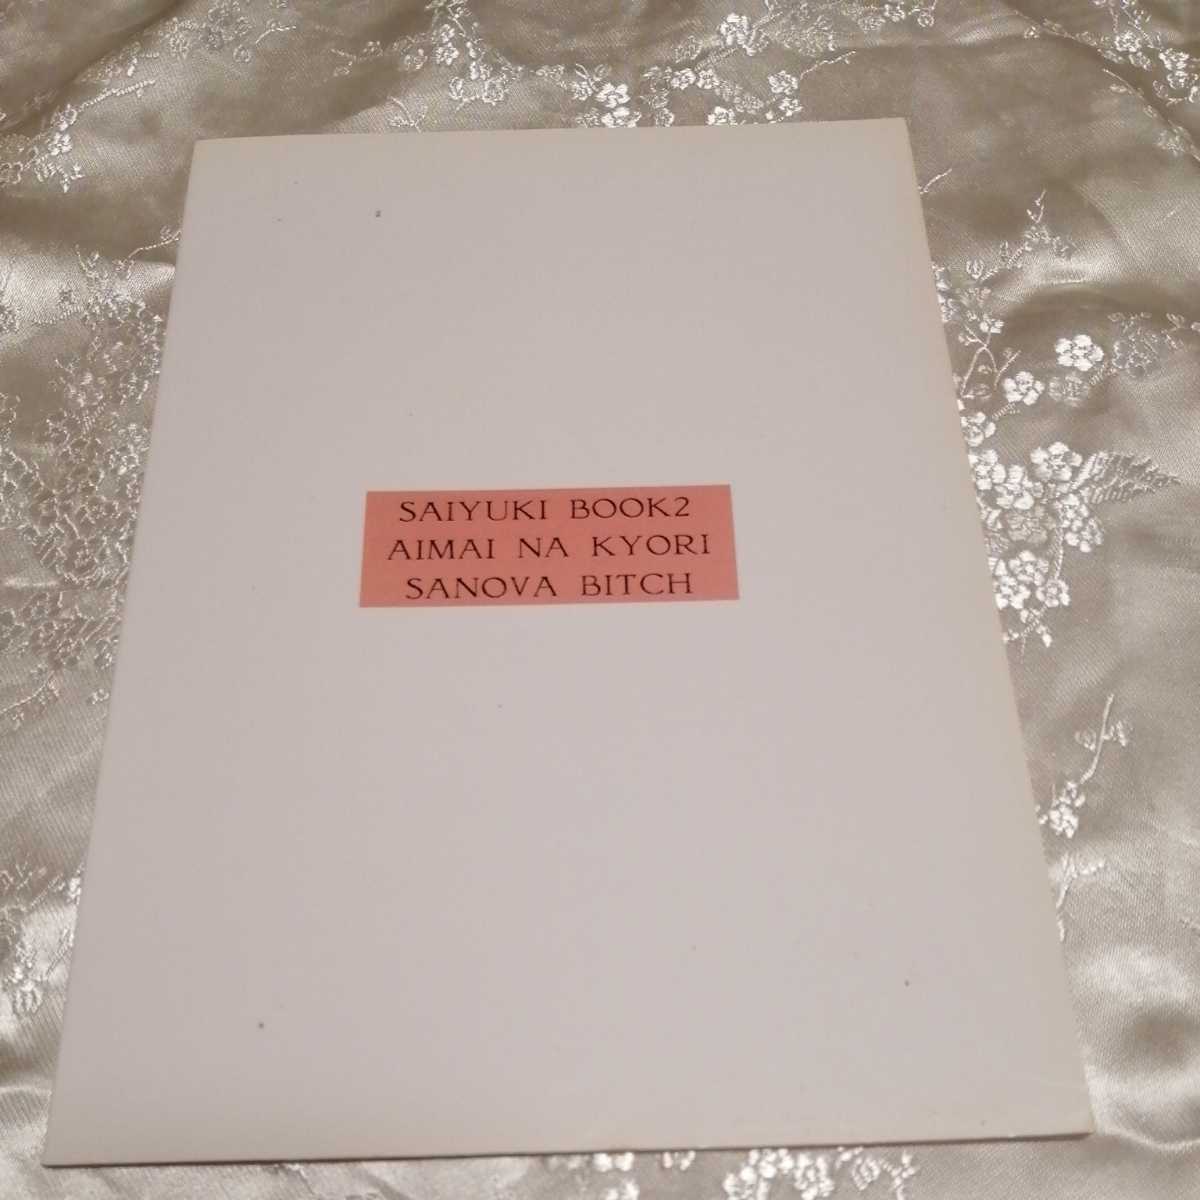 SAIYUKI BOOK2
AIMAI NA KYORI
SANOVA BITCH